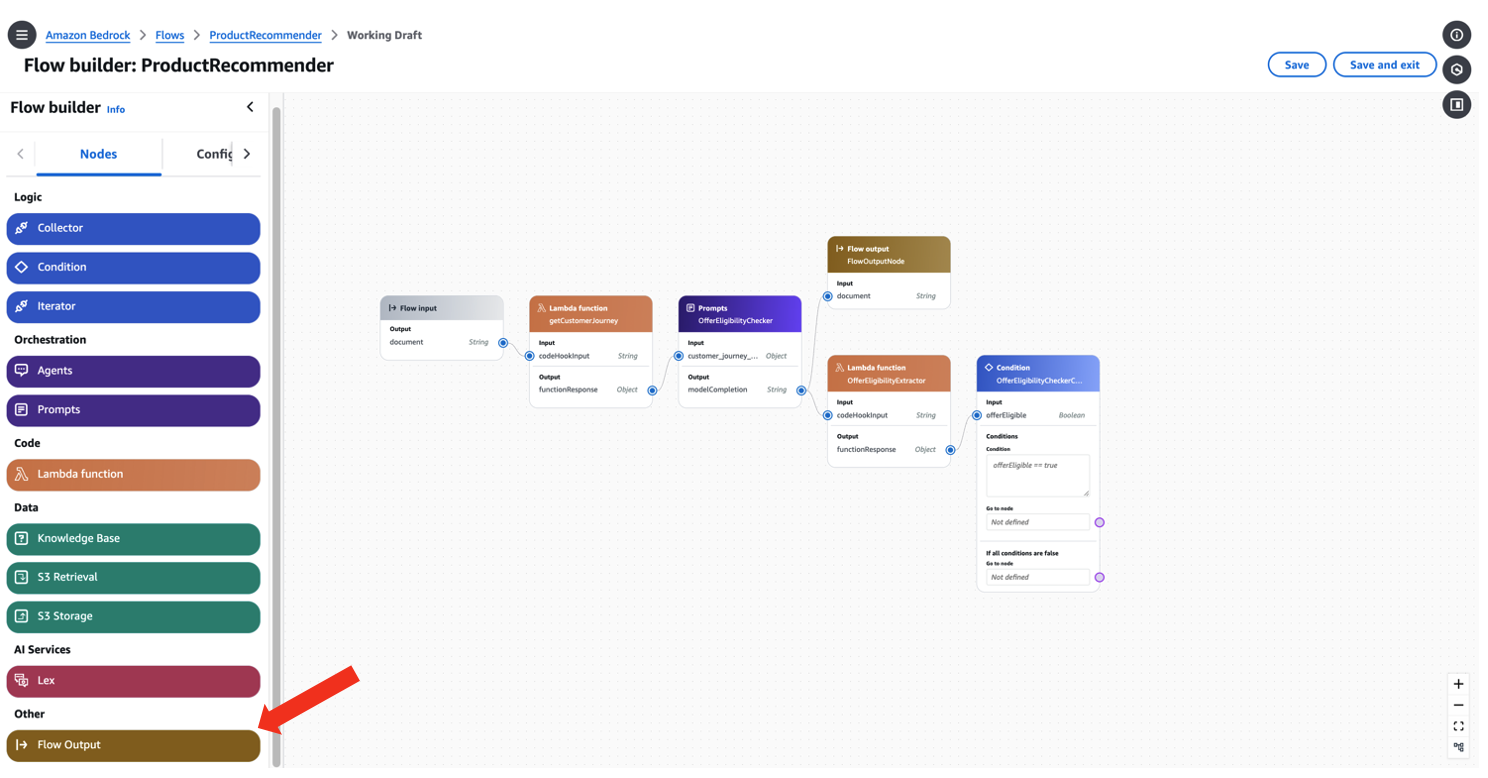 Amazon Bedrock > Flows > ProductRecommender > Working Draft
Flow builder: ProductRecommender
Save
Save and exit
Flow builder Info
Nodes
Config
Logic
Collector
Condition
Iterator
Orchestration
Agents
Prompts
Code
Lambda function
Data
Knowledge Base
S3 Retrieval
S3 Storage
AI Services
Lex
Other
Flow Output
Flow input
Output
document String
Lambda function
getCustomerJourney
Input
codeHookInput String
Output
functionResponse Object
Prompts
OfferEligibilityChecker
Input
customer_journey_... Object
Output
modelCompletion String
Flow output
FlowOutputNode
Input
document String
Lambda function
OfferEligibilityExtractor
Input
codeHookInput String
Output
functionResponse Object
Condition
OfferEligibilityCheckerC...
Input
offerEligible Boolean
Conditions
Condition
offerEligible == true
Go to node
Not defined
If all conditions are false
Go to node
Not defined